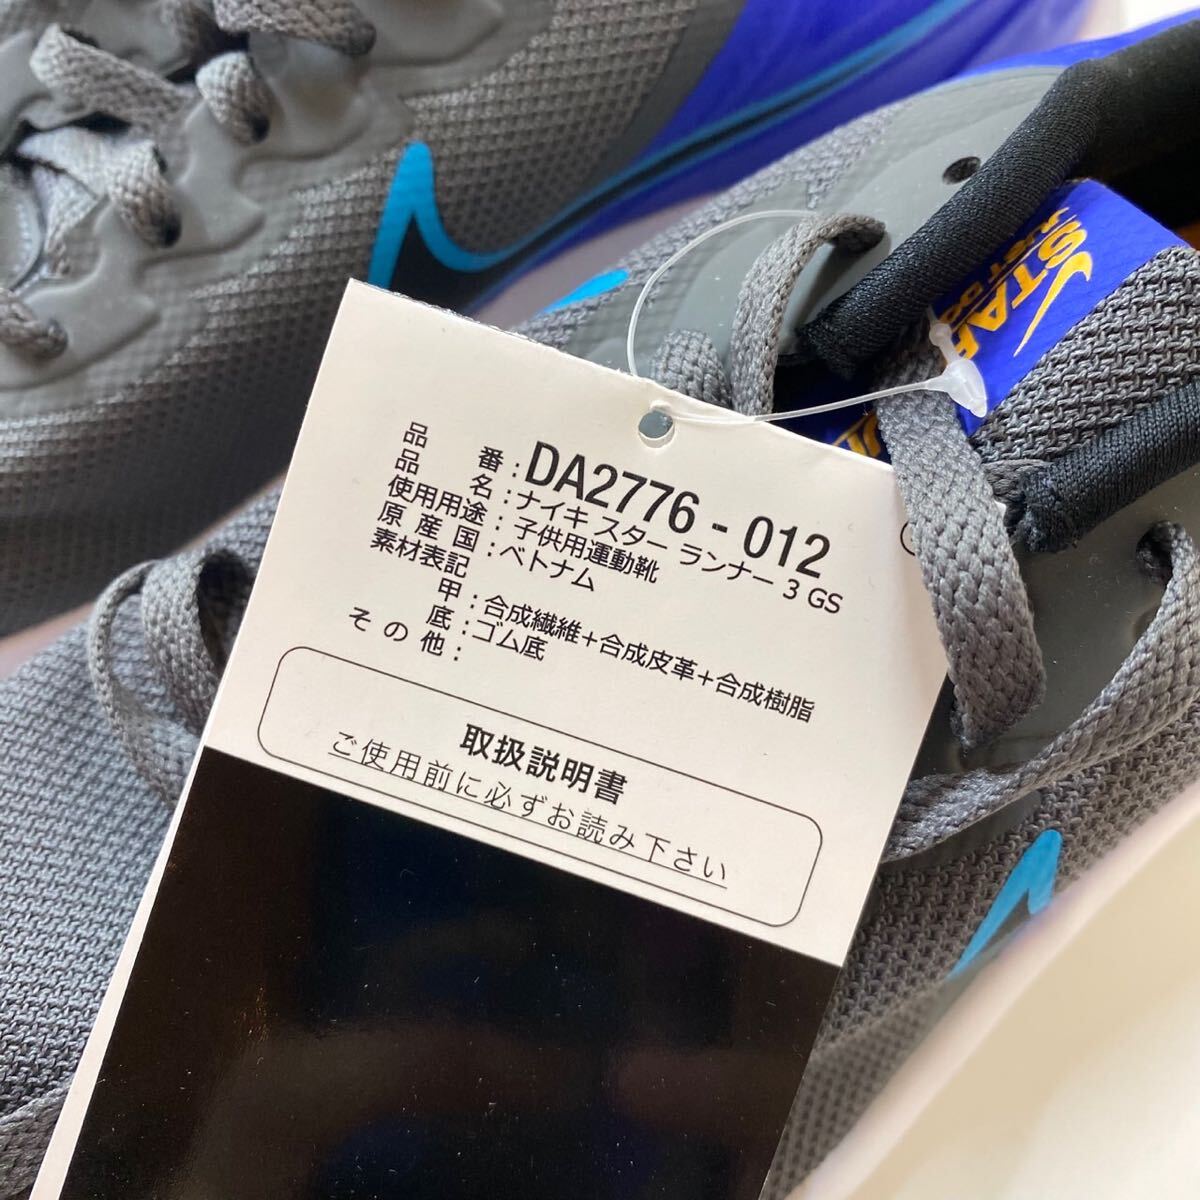 品番:DA2776 - 012
品名:ナイキ スター ランナー 3 GS
使用用途:子供用運動靴
原産国:ベトナム
素材表記
甲:合成繊維+合成皮革+合成樹脂
底:ゴム底
その他:
取扱説明書
ご使用前に必ずお読み下さい
STAR
JUST DO